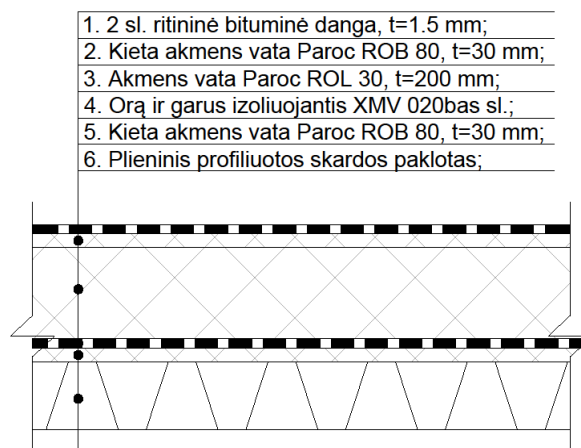 1. 2 sl. ritininė bituminė danga, t=1.5 mm;
2. Kieta akmens vata Paroc ROB 80, t=30 mm;
3. Akmens vata Paroc ROL 30, t=200 mm;
4. Orą ir garus izoliuojantis XMV 020bas sl.;
5. Kieta akmens vata Paroc ROB 80, t=30 mm;
6. Plieninis profiliuotos skardos paklotas;